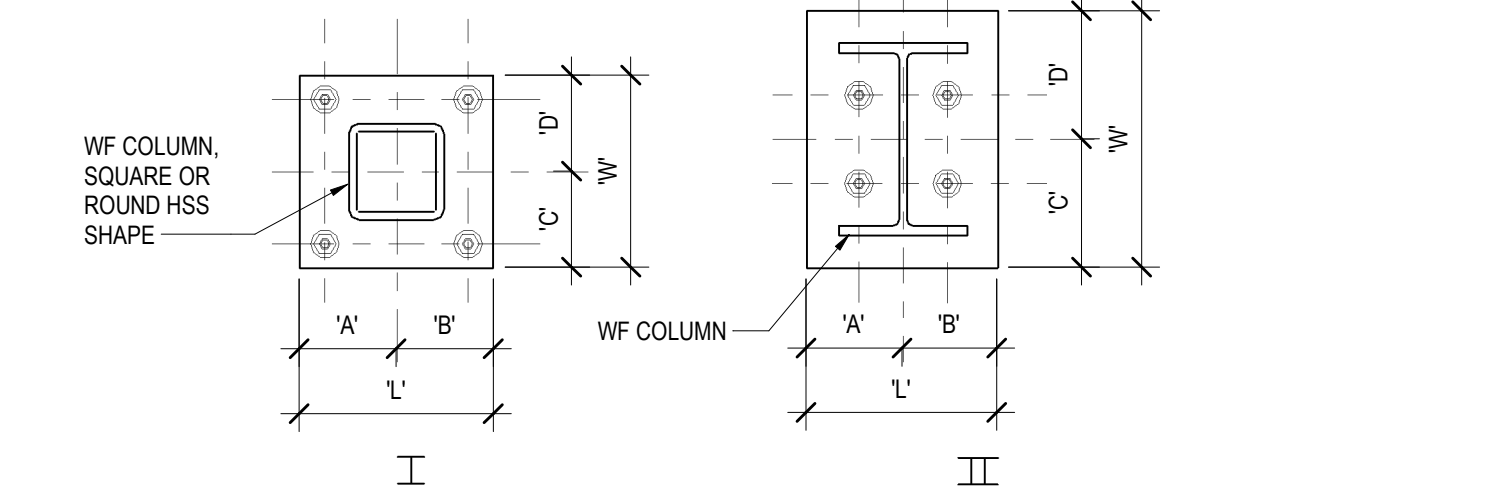 WF COLUMN,
SQUARE OR
ROUND HSS
SHAPE
'D'
'W'
'C'
'A'
'B'
'L'
I
WF COLUMN
'D'
'W'
'C'
'A'
'B'
'L'
II